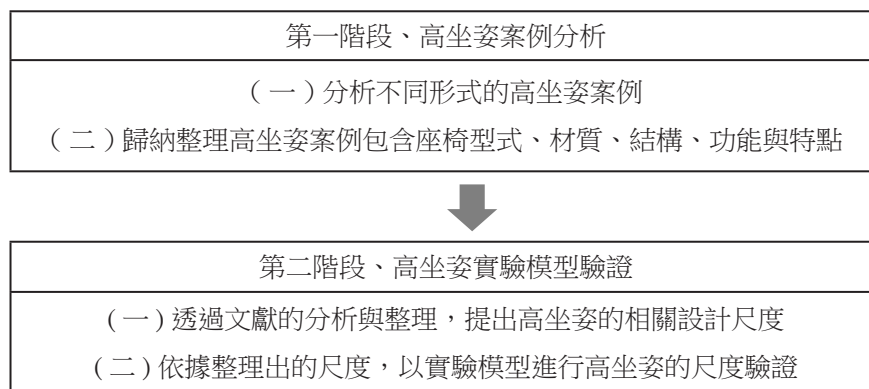 第一階段、高坐姿案例分析
（一）分析不同形式的高坐姿案例
（二）歸納整理高坐姿案例包含座椅型式、材質、結構、功能與特點
第二階段、高坐姿實驗模型驗證
（一）透過文獻的分析與整理，提出高坐姿的相關設計尺度
（二）依據整理出的尺度，以實驗模型進行高坐姿的尺度驗證